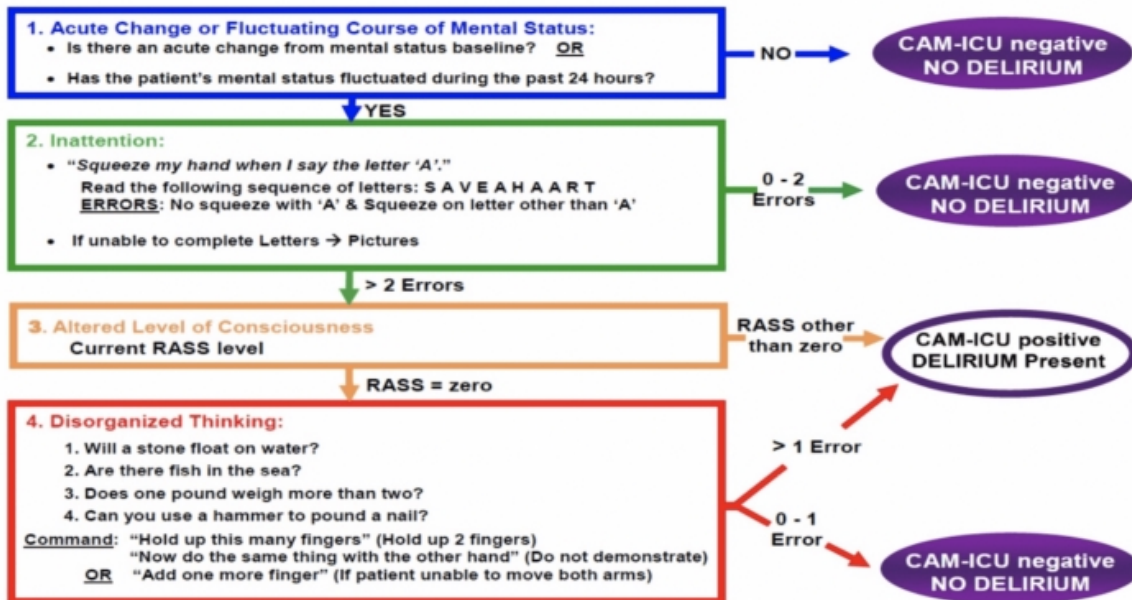 1. Acute Change or Fluctuating Course of Mental Status:
• Is there an acute change from mental status baseline? OR
• Has the patient's mental status fluctuated during the past 24 hours?
NO
CAM-ICU negative
NO DELIRIUM
YES
2. Inattention:
• "Squeeze my hand when I say the letter 'A'."
Read the following sequence of letters: S A V E A H A A R T
ERRORS: No squeeze with 'A' & Squeeze on letter other than 'A'
• If unable to complete Letters → Pictures
0 - 2
Errors
CAM-ICU negative
NO DELIRIUM
> 2 Errors
3. Altered Level of Consciousness
Current RASS level
RASS other
than zero
CAM-ICU positive
DELIRIUM Present
RASS = zero
4. Disorganized Thinking:
1. Will a stone float on water?
2. Are there fish in the sea?
3. Does one pound weigh more than two?
4. Can you use a hammer to pound a nail?
Command: "Hold up this many fingers" (Hold up 2 fingers)
"Now do the same thing with the other hand" (Do not demonstrate)
OR "Add one more finger" (If patient unable to move both arms)
> 1 Error
0 - 1
Error
CAM-ICU negative
NO DELIRIUM